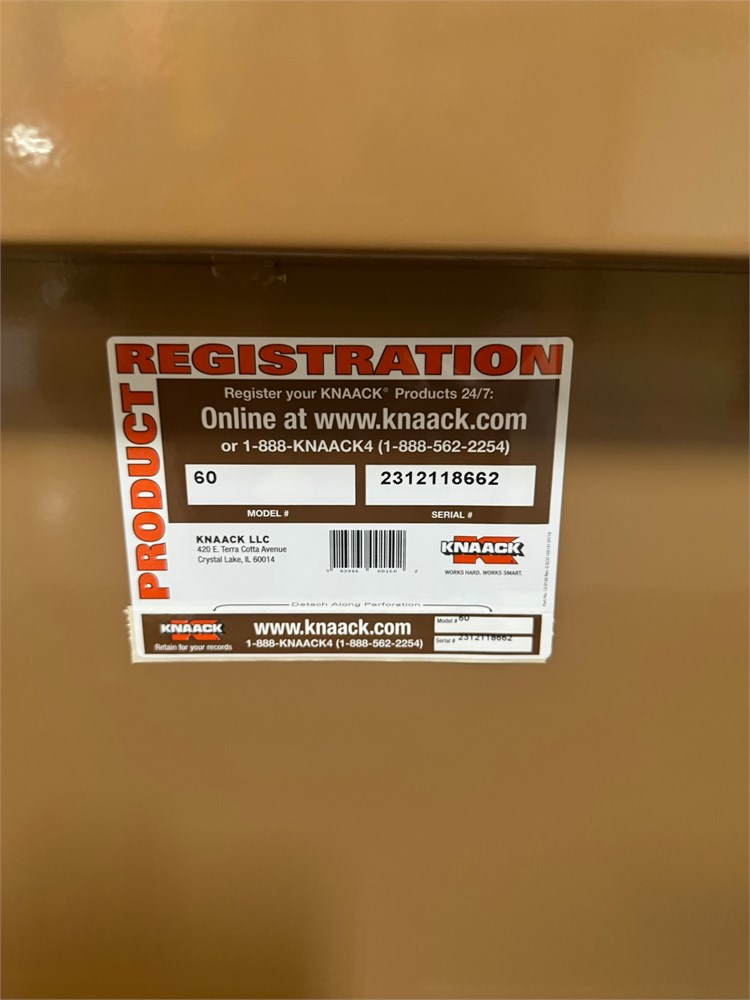 PRODUCT
REGISTRATION
Register your KNAACK® Products 24/7:
Online at www.knaack.com
or 1-888-KNAACK4 (1-888-562-2254)
60
2312118662
MODEL #
SERIAL #
KNAACK LLC
420 E. Terra Cotta Avenue
Crystal Lake, IL 60014
KNAACK
WORKS HARD. WORKS SMART.
Detach Along Perforation
KNAACK
Retain for your records
www.knaack.com
1-888-KNAACK4 (1-888-562-2254)
Model # 60
Serial # 2312118662